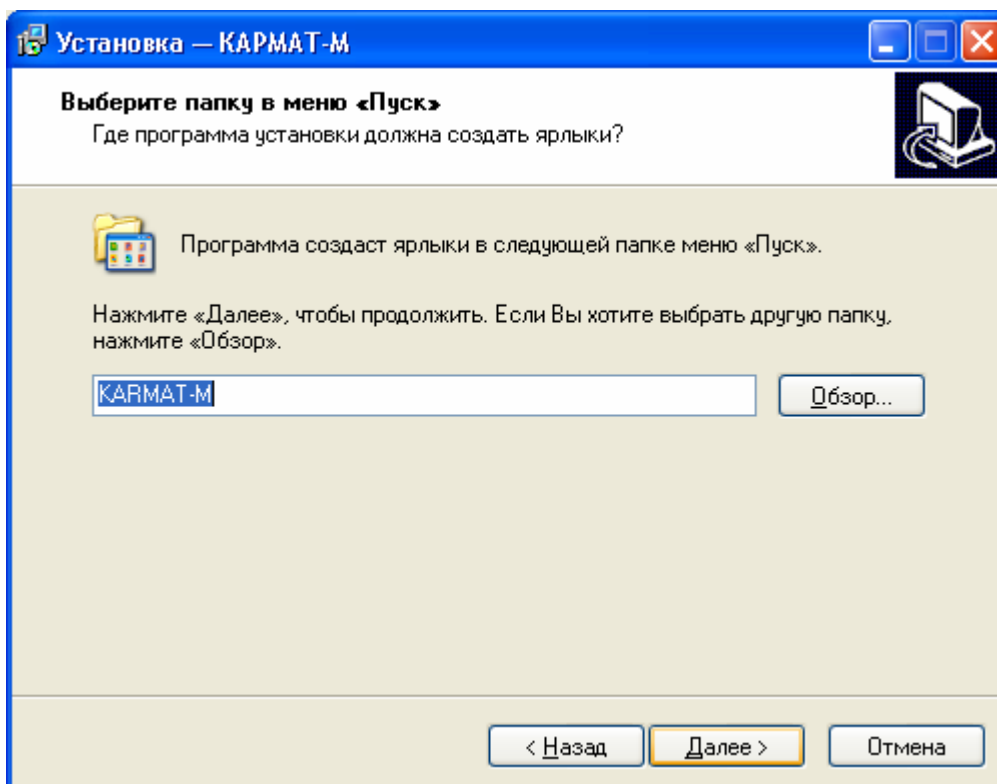 Установка — КАРМАТ-М
Выберите папку в меню «Пуск»
Где программа установки должна создать ярлыки?
Программа создаст ярлыки в следующей папке меню «Пуск».
Нажмите «Далее», чтобы продолжить. Если Вы хотите выбрать другую папку,
нажмите «Обзор».
KARMAT-M
Обзор...
< Назад
Далее >
Отмена